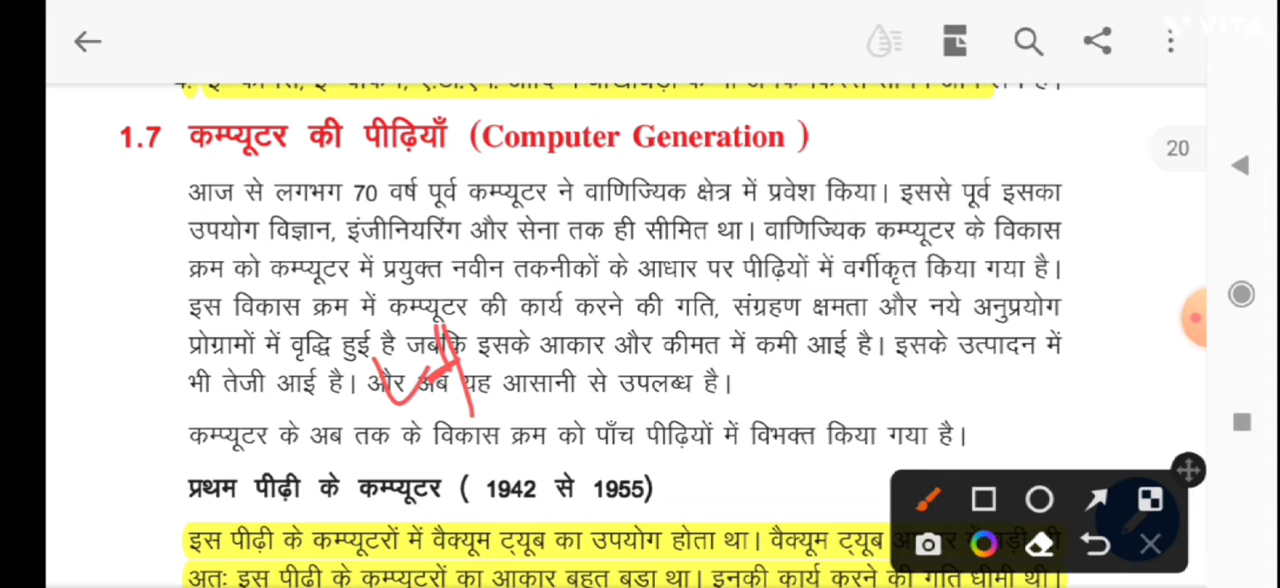 VITA
1.7 कम्प्यूटर की पीढ़ियाँ (Computer Generation )
20
आज से लगभग 70 वर्ष पूर्व कम्प्यूटर ने वाणिज्यिक क्षेत्र में प्रवेश किया। इससे पूर्व इसका
उपयोग विज्ञान, इंजीनियरिंग और सेना तक ही सीमित था। वाणिज्यिक कम्प्यूटर के विकास
क्रम को कम्प्यूटर में प्रयुक्त नवीन तकनीकों के आधार पर पीढ़ियों में वर्गीकृत किया गया है।
इस विकास क्रम में कम्प्यूटर की कार्य करने की गति, संग्रहण क्षमता और नये अनुप्रयोग
प्रोग्रामों में वृद्धि हुई है जबकि इसके आकार और कीमत में कमी आई है। इसके उत्पादन में
भी तेजी आई है। और अब यह आसानी से उपलब्ध है।
कम्प्यूटर के अब तक के विकास क्रम को पाँच पीढ़ियों में विभक्त किया गया है।
प्रथम पीढ़ी के कम्प्यूटर ( 1942 से 1955)
इस पीढ़ी के कम्प्यूटरों में वैक्यूम ट्यूब का उपयोग होता था। वैक्यूम ट्यूब
अतः इस पीढ़ी के कम्प्यूटरों का आकार बहुत बड़ा था। इनकी कार्य करने की गति धीमी थी।